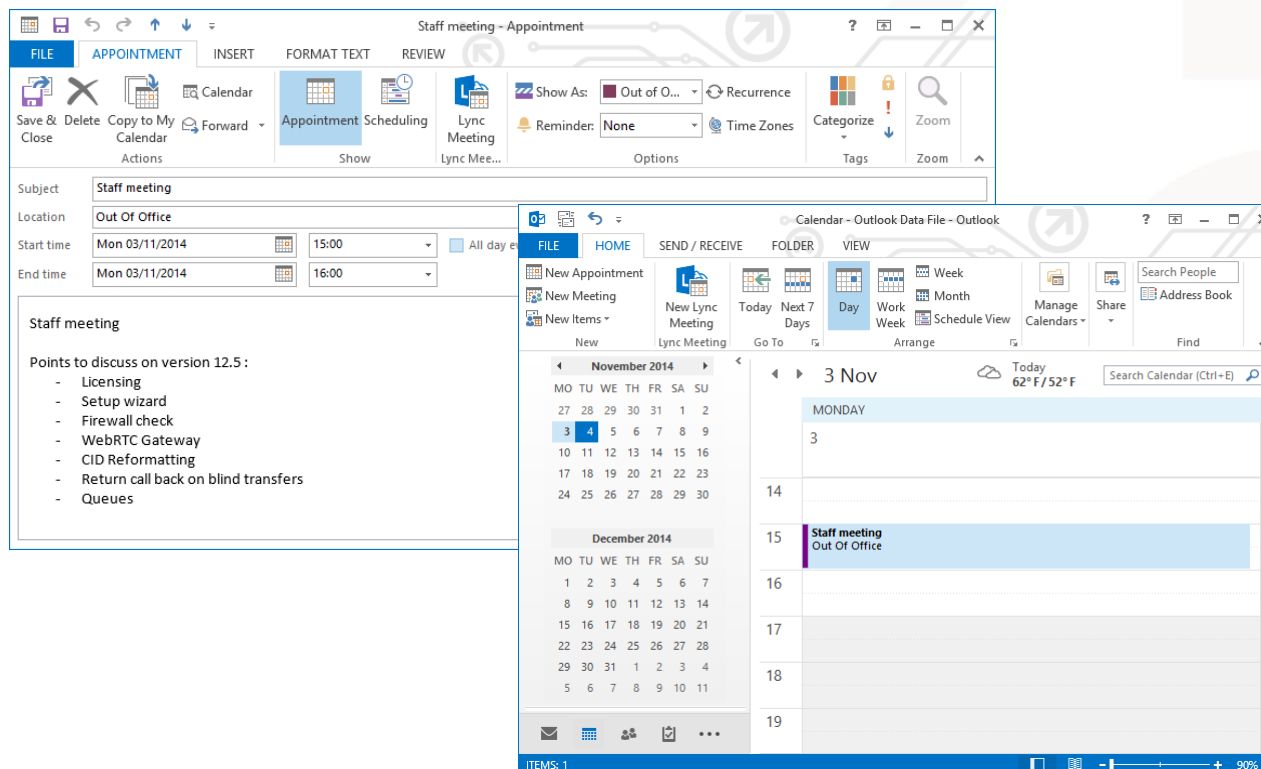 Staff meeting - Appointment
?
FILE APPOINTMENT INSERT FORMAT TEXT REVIEW
Save & Close
Delete
Copy to My Calendar
Calendar
Forward
Actions
Appointment
Scheduling
Show
Lync Meeting
Lync Mee...
Show As: Out of O...
Recurrence
Reminder: None
Time Zones
Options
Categorize
Tags
Zoom
Zoom
Subject Staff meeting
Location Out Of Office
Start time Mon 03/11/2014 15:00 All day e
End time Mon 03/11/2014 16:00
Staff meeting
Points to discuss on version 12.5 :
- Licensing
- Setup wizard
- Firewall check
- WebRTC Gateway
- CID Reformatting
- Return call back on blind transfers
- Queues
Calendar - Outlook Data File - Outlook
?
FILE HOME SEND / RECEIVE FOLDER VIEW
New Appointment
New Meeting
New Items
New
New Lync Meeting
Lync Meeting
Today
Next 7 Days
Go To
Day
Work Week
Week
Month
Schedule View
Arrange
Manage Calendars
Share
Search People
Address Book
Find
November 2014
MO TU WE TH FR SA SU
27 28 29 30 31 1 2
3 4 5 6 7 8 9
10 11 12 13 14 15 16
17 18 19 20 21 22 23
24 25 26 27 28 29 30
December 2014
MO TU WE TH FR SA SU
1 2 3 4 5 6 7
8 9 10 11 12 13 14
15 16 17 18 19 20 21
22 23 24 25 26 27 28
29 30 31 1 2 3 4
5 6 7 8 9 10 11
3 Nov
Today
62° F / 52° F
Search Calendar (Ctrl+E)
MONDAY
3
14
15
Staff meeting
Out Of Office
16
17
18
19
ITEMS: 1
90%